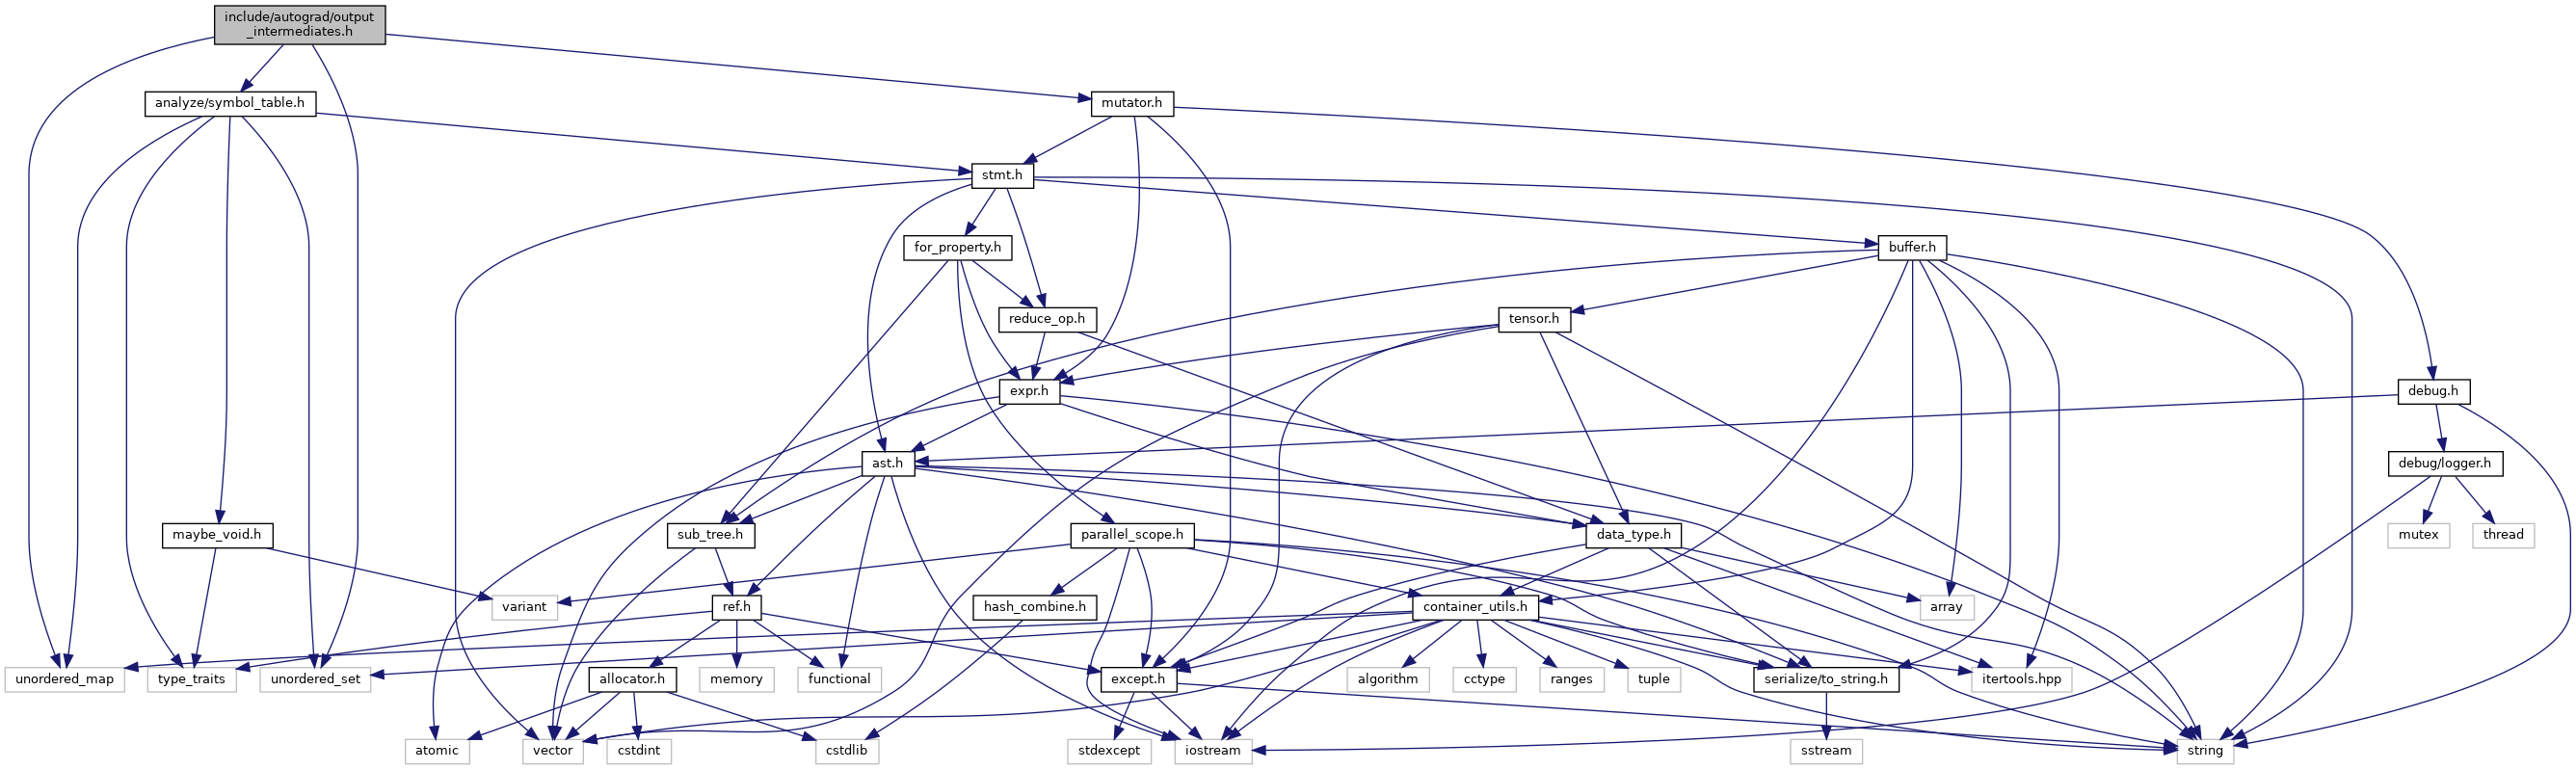 include/autograd/output
_intermediates.h
analyze/symbol_table.h
mutator.h
stmt.h
for_property.h
buffer.h
reduce_op.h
tensor.h
expr.h
debug.h
ast.h
debug/logger.h
maybe_void.h
sub_tree.h
parallel_scope.h
data_type.h
mutex
thread
variant
ref.h
hash_combine.h
container_utils.h
array
unordered_map
type_traits
unordered_set
allocator.h
memory
functional
except.h
algorithm
cctype
ranges
tuple
serialize/to_string.h
itertools.hpp
atomic
vector
cstdint
cstdlib
stdexcept
iostream
sstream
string